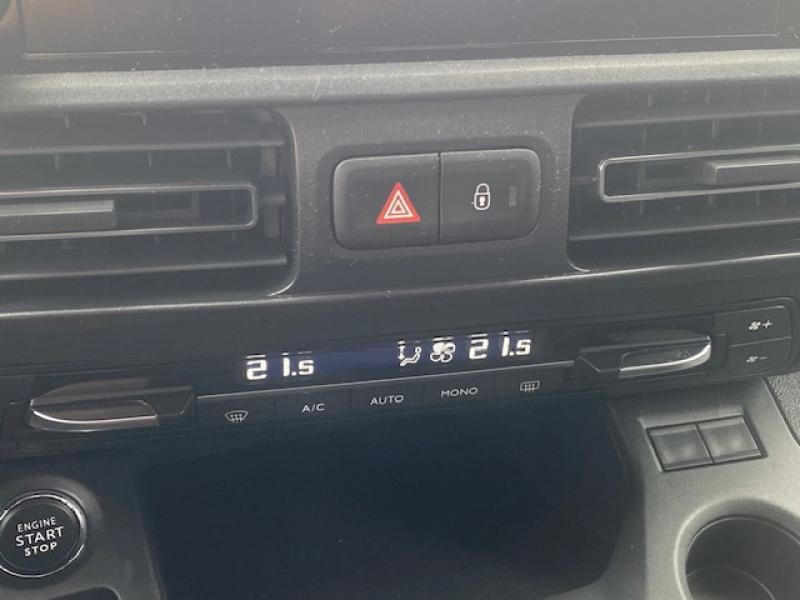 21.5 21.5
A/C AUTO MONO
ENGINE
START
STOP